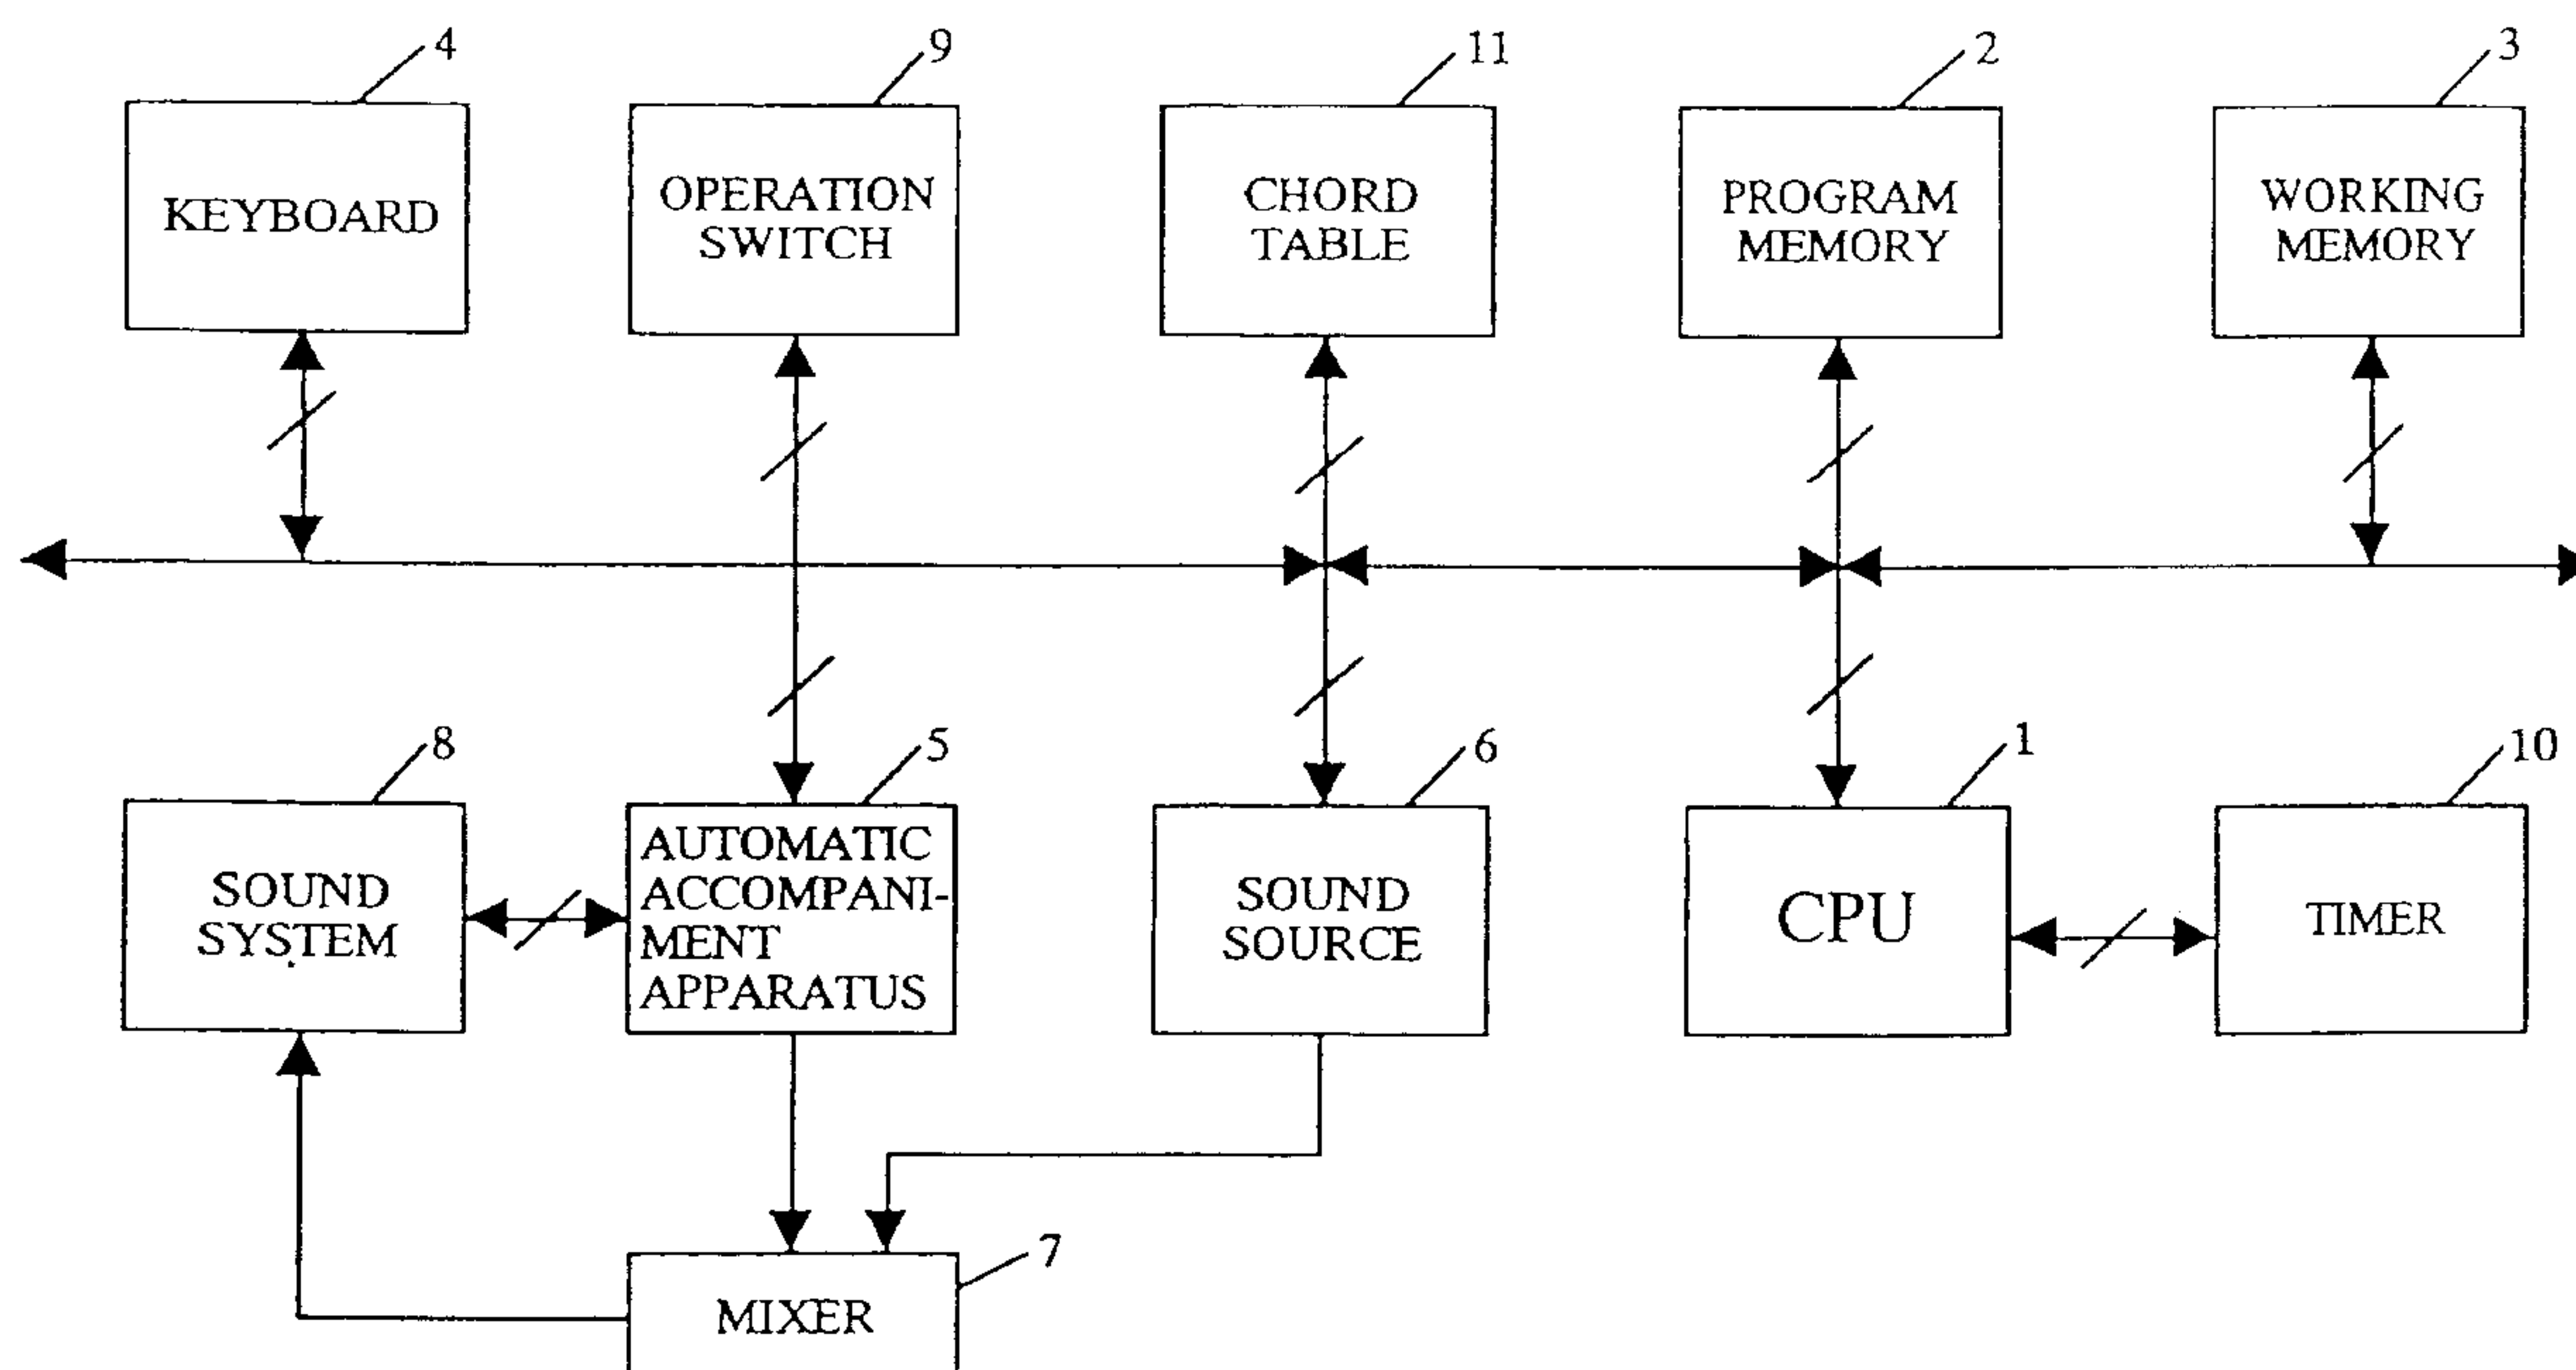 4
9
11
2
3
KEYBOARD
OPERATION
SWITCH
CHORD
TABLE
PROGRAM
MEMORY
WORKING
MEMORY
8
5
6
1
10
SOUND
SYSTEM
AUTOMATIC
ACCOMPANI-
MENT
APPARATUS
SOUND
SOURCE
CPU
TIMER
7
MIXER